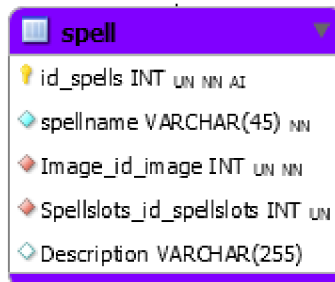 spell
id_spells INT UN NN AI
spellname VARCHAR(45) NN
Image_id_image INT UN NN
Spellslots_id_spellslots INT UN
Description VARCHAR(255)